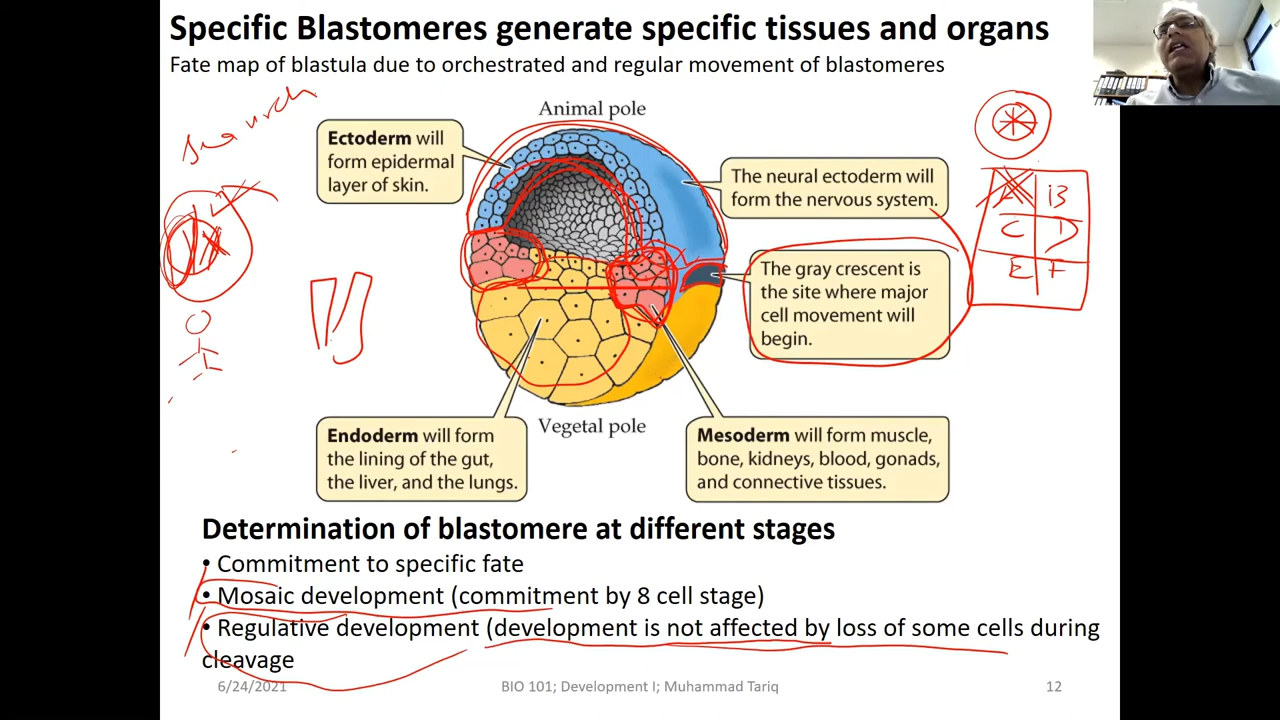 Specific Blastomeres generate specific tissues and organs
Fate map of blastula due to orchestrated and regular movement of blastomeres
Animal pole
Ectoderm will
form epidermal
layer of skin.
The neural ectoderm will
form the nervous system.
The gray crescent is
the site where major
cell movement will
begin.
A B
C D
E F
Vegetal pole
Endoderm will form
the lining of the gut,
the liver, and the lungs.
Mesoderm will form muscle,
bone, kidneys, blood, gonads,
and connective tissues.
Determination of blastomere at different stages
• Commitment to specific fate
• Mosaic development (commitment by 8 cell stage)
• Regulative development (development is not affected by loss of some cells during
cleavage
6/24/2021
BIO 101; Development I; Muhammad Tariq
12